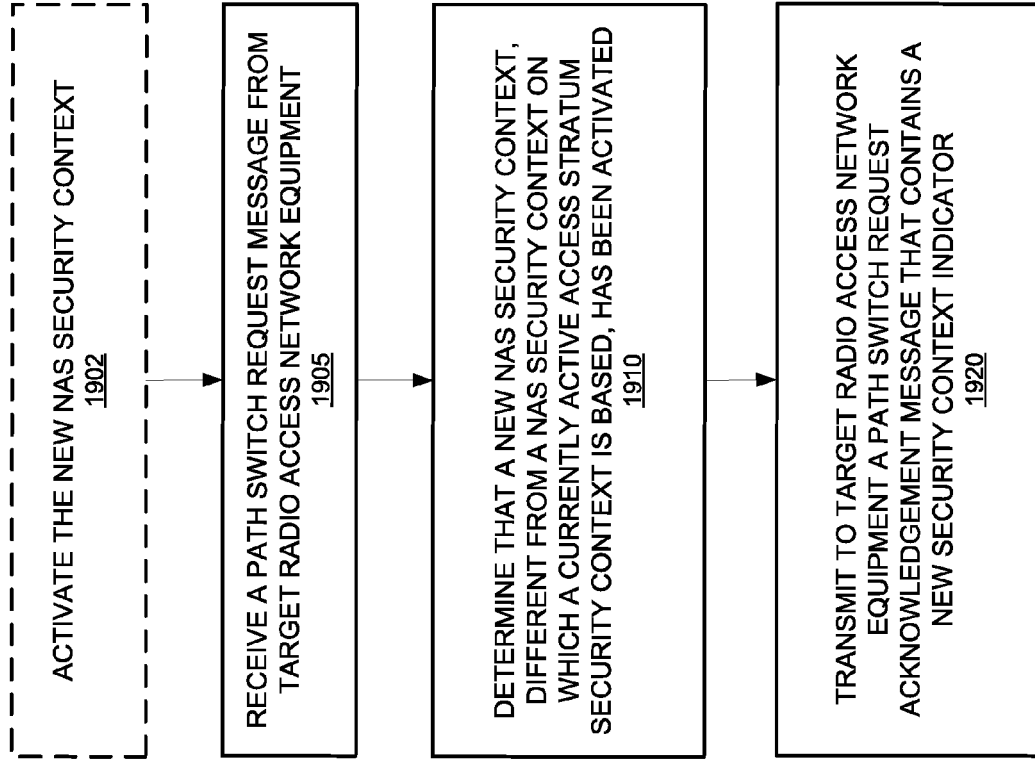 ACTIVATE THE NEW NAS SECURITY CONTEXT
1902
RECEIVE A PATH SWITCH REQUEST MESSAGE FROM
TARGET RADIO ACCESS NETWORK EQUIPMENT
1905
DETERMINE THAT A NEW NAS SECURITY CONTEXT,
DIFFERENT FROM A NAS SECURITY CONTEXT ON
WHICH A CURRENTLY ACTIVE ACCESS STRATUM
SECURITY CONTEXT IS BASED, HAS BEEN ACTIVATED
1910
TRANSMIT TO TARGET RADIO ACCESS NETWORK
EQUIPMENT A PATH SWITCH REQUEST
ACKNOWLEDGEMENT MESSAGE THAT CONTAINS A
NEW SECURITY CONTEXT INDICATOR
1920